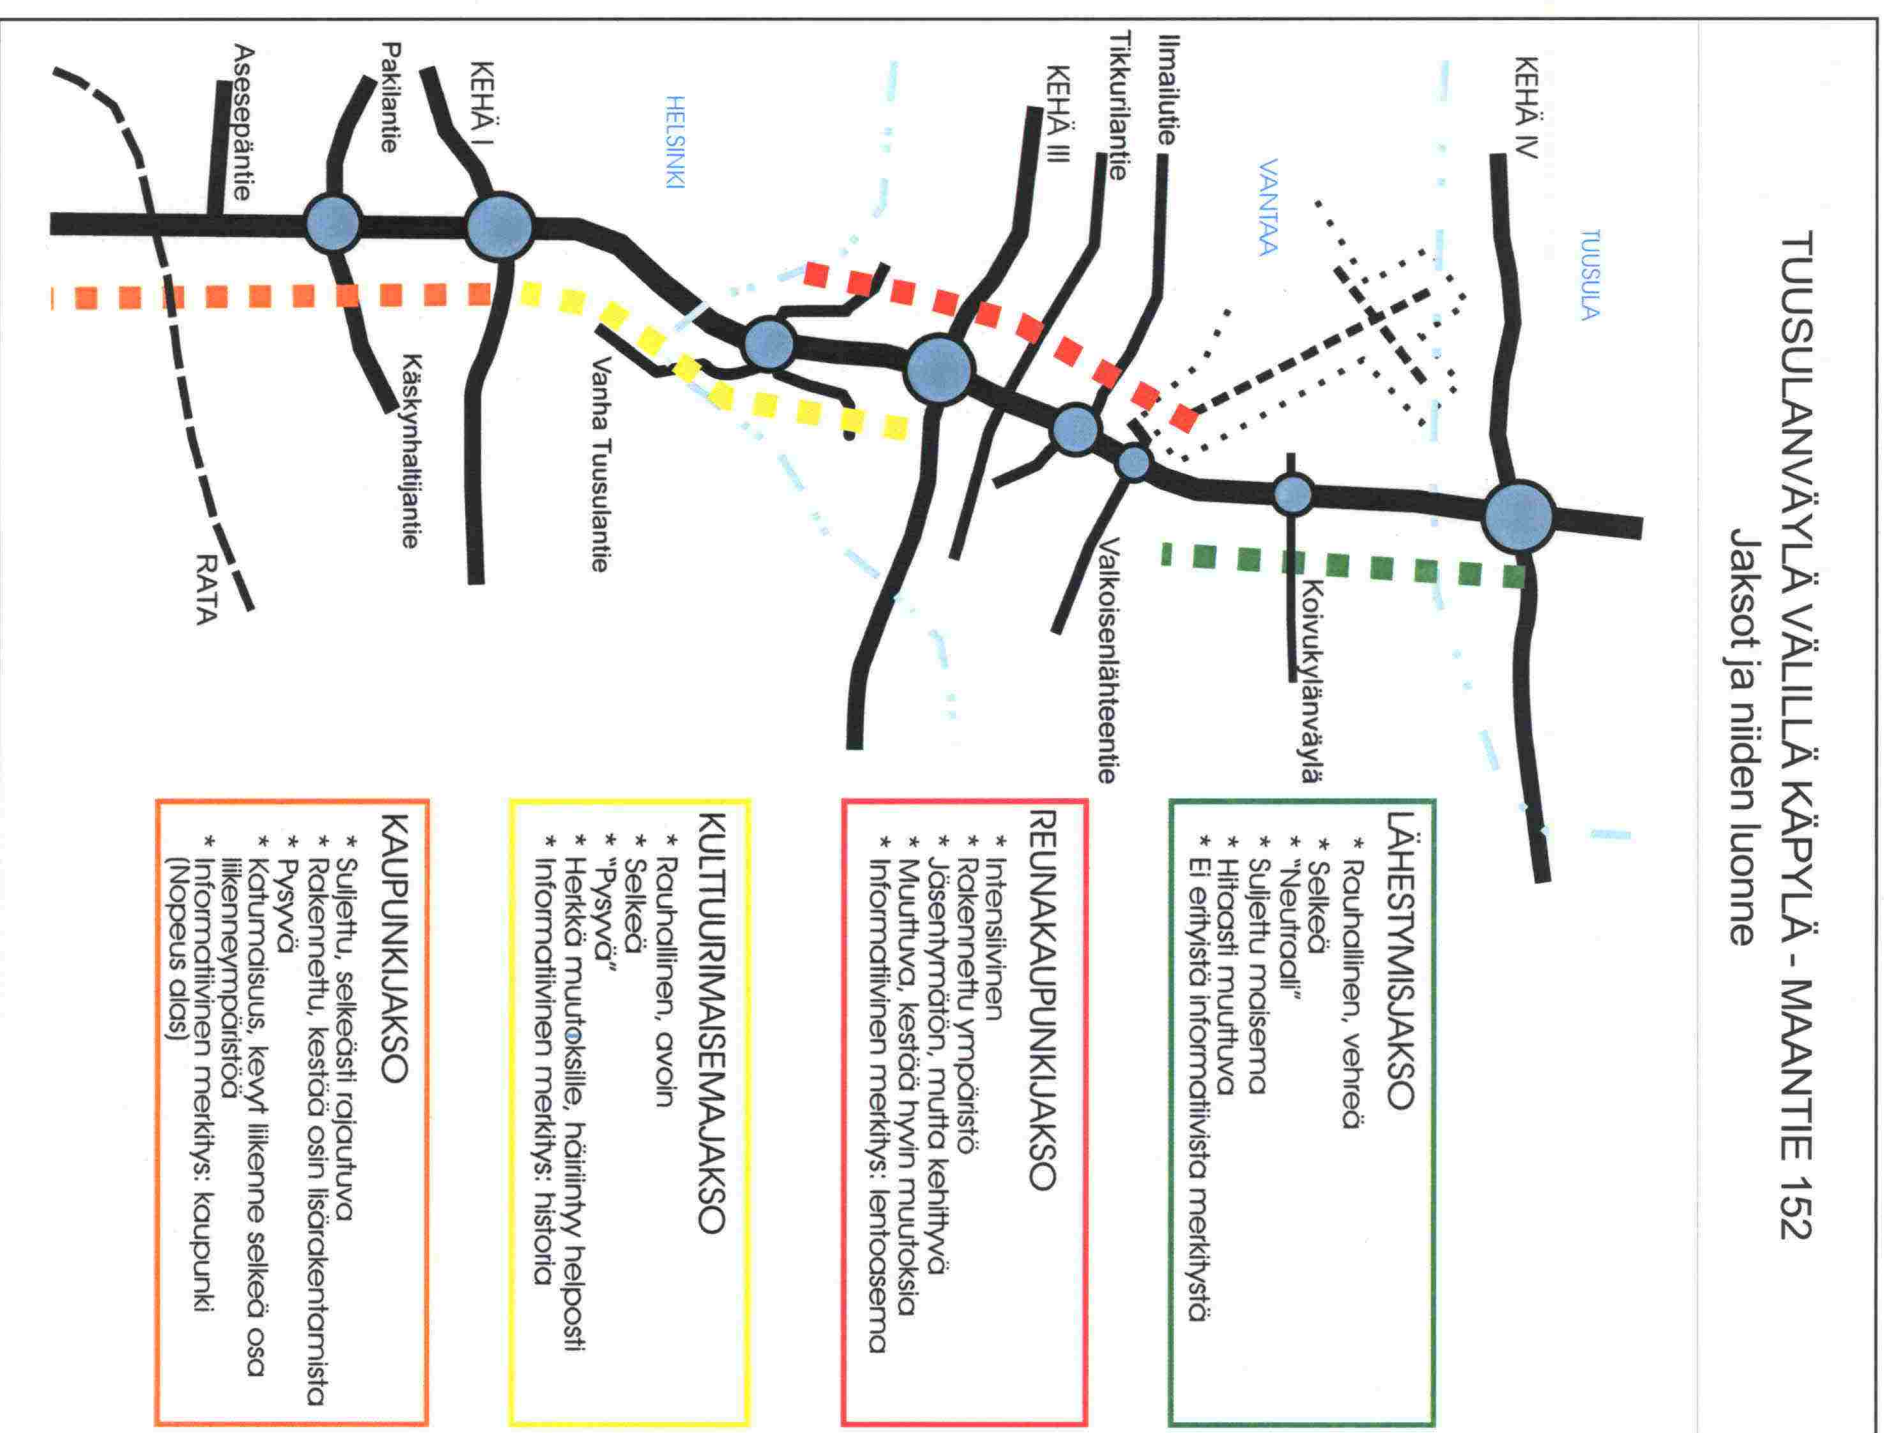 TUUSULANVÄYLÄ VÄLILLÄ KÄPYLÄ - MAANTIE 152
Jaksot ja niiden luonne
TUUSULA
KEHÄ IV
VANTAA
Koivukylänväylä
Ilmailutie
Tikkurilantie
Valkoisenlähteentie
KEHÄ III
HELSINKI
Vanha Tuusulantie
KEHÄ I
Pakilantie
Käskynhaltijantie
Asesepäntie
RATA
LÄHESTYMISJAKSO
* Rauhallinen, vehreä
* Selkeä
* "Neutraali"
* Suljettu maisema
* Hitaasti muuttuva
* Ei erityistä informatiivista merkitystä
REUNAKAUPUNKIJAKSO
* Intensiivinen
* Rakennettu ympäristö
* Jäsentymätön, mutta kehittyvä
* Muuttuva, kestää hyvin muutoksia
* Informatiivinen merkitys: lentoasema
KULTTUURIMAISEMAJAKSO
* Rauhallinen, avoin
* Selkeä
* "Pysyvä"
* Herkkä muutoksille, häiriintyy helposti
* Informatiivinen merkitys: historia
KAUPUNKIJAKSO
* Suljettu, selkeästi rajautuva
* Rakennettu, kestää osin lisärakentamista
* Pysyvä
* Katumaisuus, kevyt liikenne selkeä osa
liikenneympäristöä
* Informatiivinen merkitys: kaupunki
(Nopeus alas)